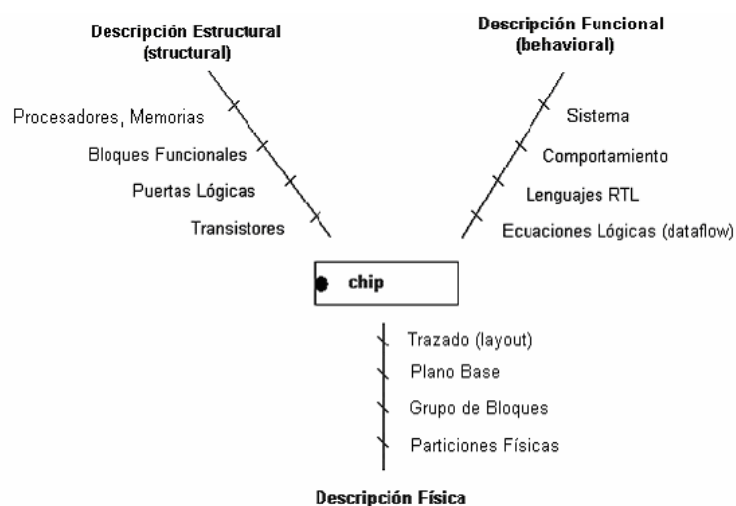 Descripción Estructural
(structural)
Descripción Funcional
(behavioral)
Procesadores, Memorias
Bloques Funcionales
Puertas Lógicas
Transistores
Sistema
Comportamiento
Lenguajes RTL
Ecuaciones Lógicas (dataflow)
chip
Trazado (layout)
Plano Base
Grupo de Bloques
Particiones Físicas
Descripción Física